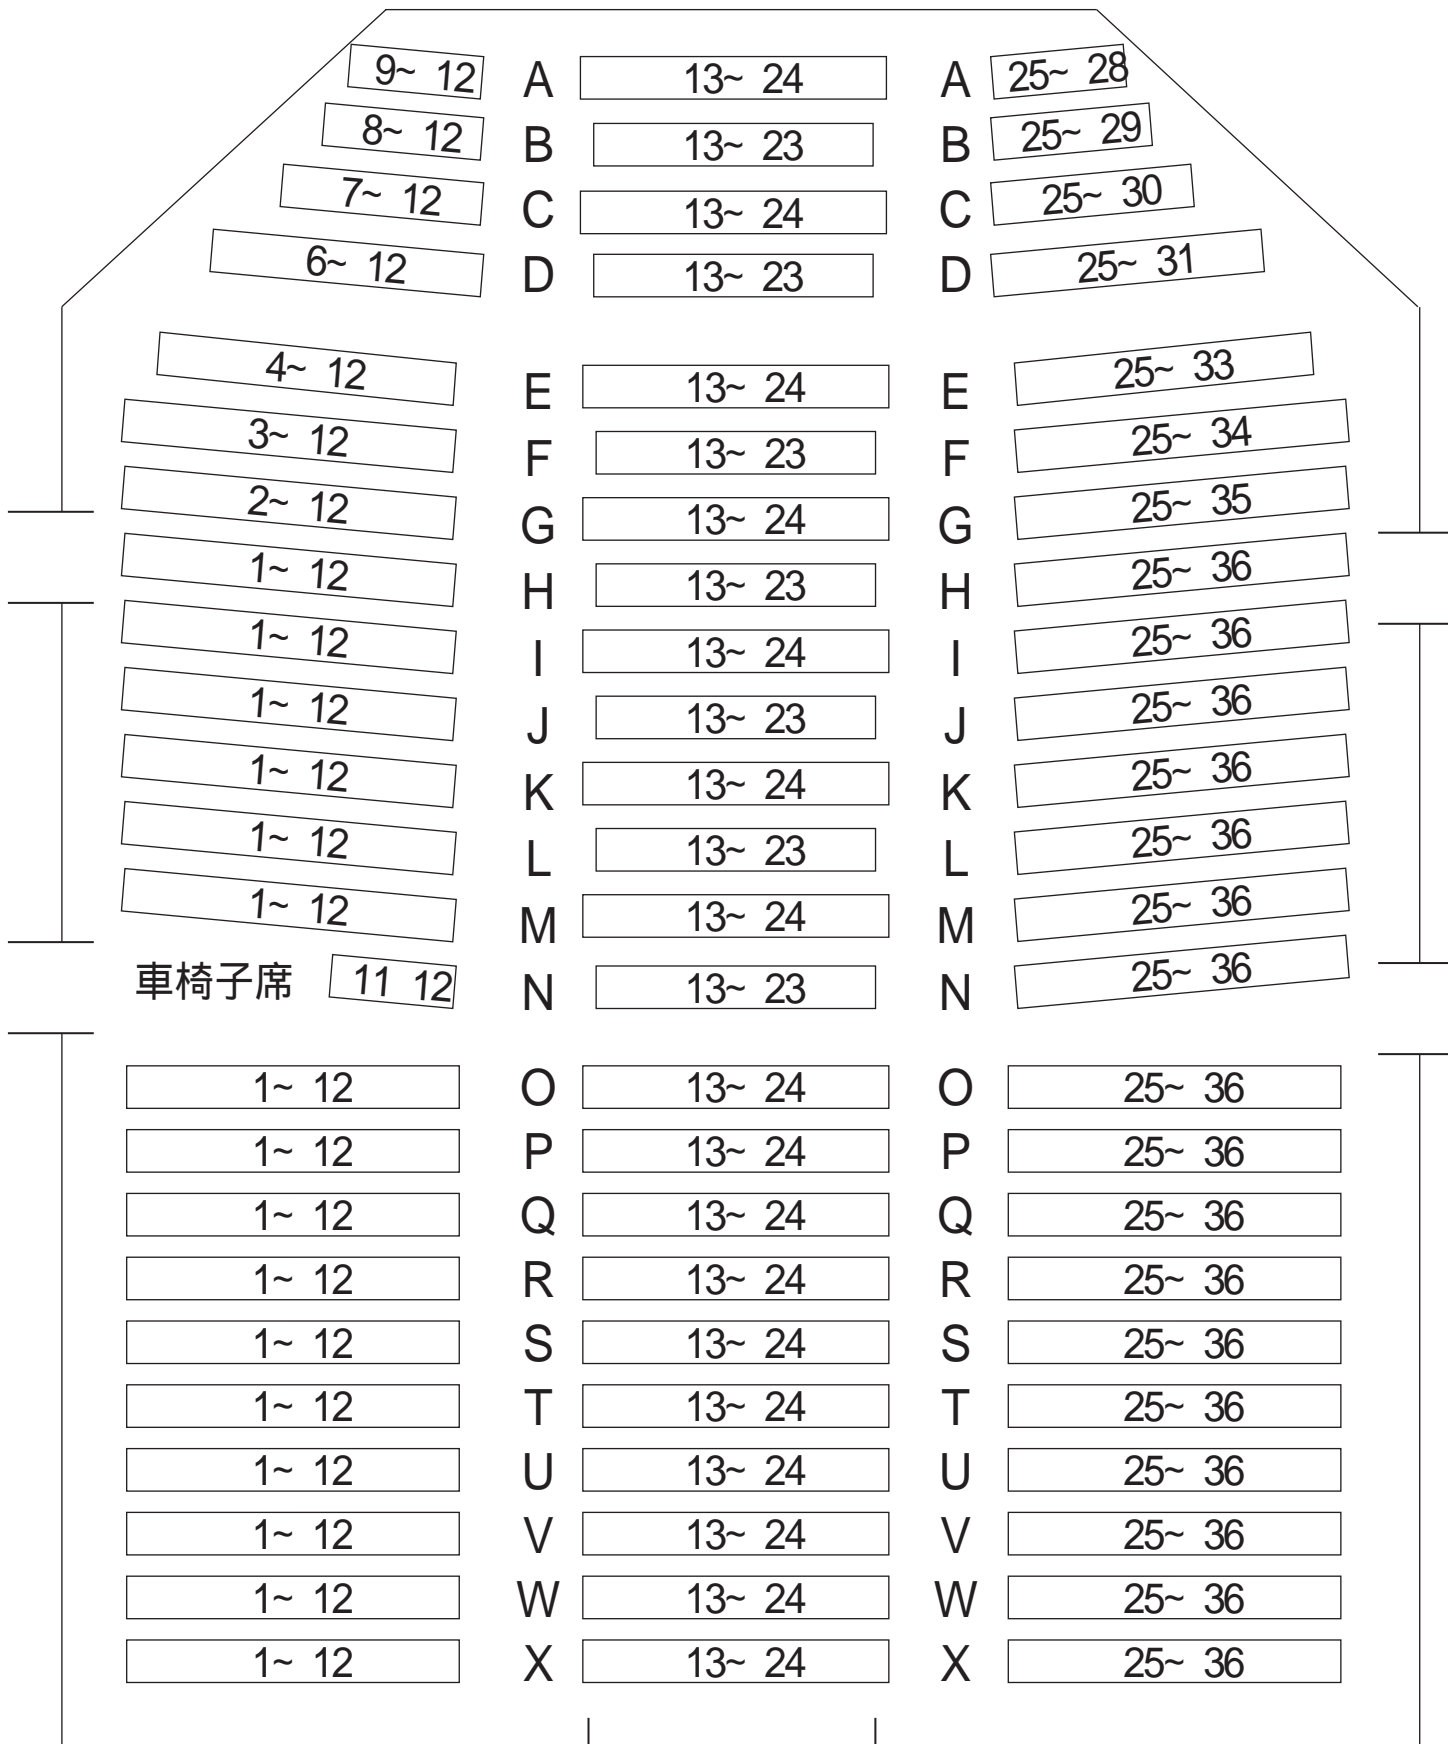 9~ 12 A 13~ 24 A 25~ 28
8~ 12 B 13~ 23 B 25~ 29
7~ 12 C 13~ 24 C 25~ 30
6~ 12 D 13~ 23 D 25~ 31
4~ 12 E 13~ 24 E 25~ 33
3~ 12 F 13~ 23 F 25~ 34
2~ 12 G 13~ 24 G 25~ 35
1~ 12 H 13~ 23 H 25~ 36
1~ 12 I 13~ 24 I 25~ 36
1~ 12 J 13~ 23 J 25~ 36
1~ 12 K 13~ 24 K 25~ 36
1~ 12 L 13~ 23 L 25~ 36
1~ 12 M 13~ 24 M 25~ 36
車椅子席 11 12 N 13~ 23 N 25~ 36
1~ 12 O 13~ 24 O 25~ 36
1~ 12 P 13~ 24 P 25~ 36
1~ 12 Q 13~ 24 Q 25~ 36
1~ 12 R 13~ 24 R 25~ 36
1~ 12 S 13~ 24 S 25~ 36
1~ 12 T 13~ 24 T 25~ 36
1~ 12 U 13~ 24 U 25~ 36
1~ 12 V 13~ 24 V 25~ 36
1~ 12 W 13~ 24 W 25~ 36
1~ 12 X 13~ 24 X 25~ 36